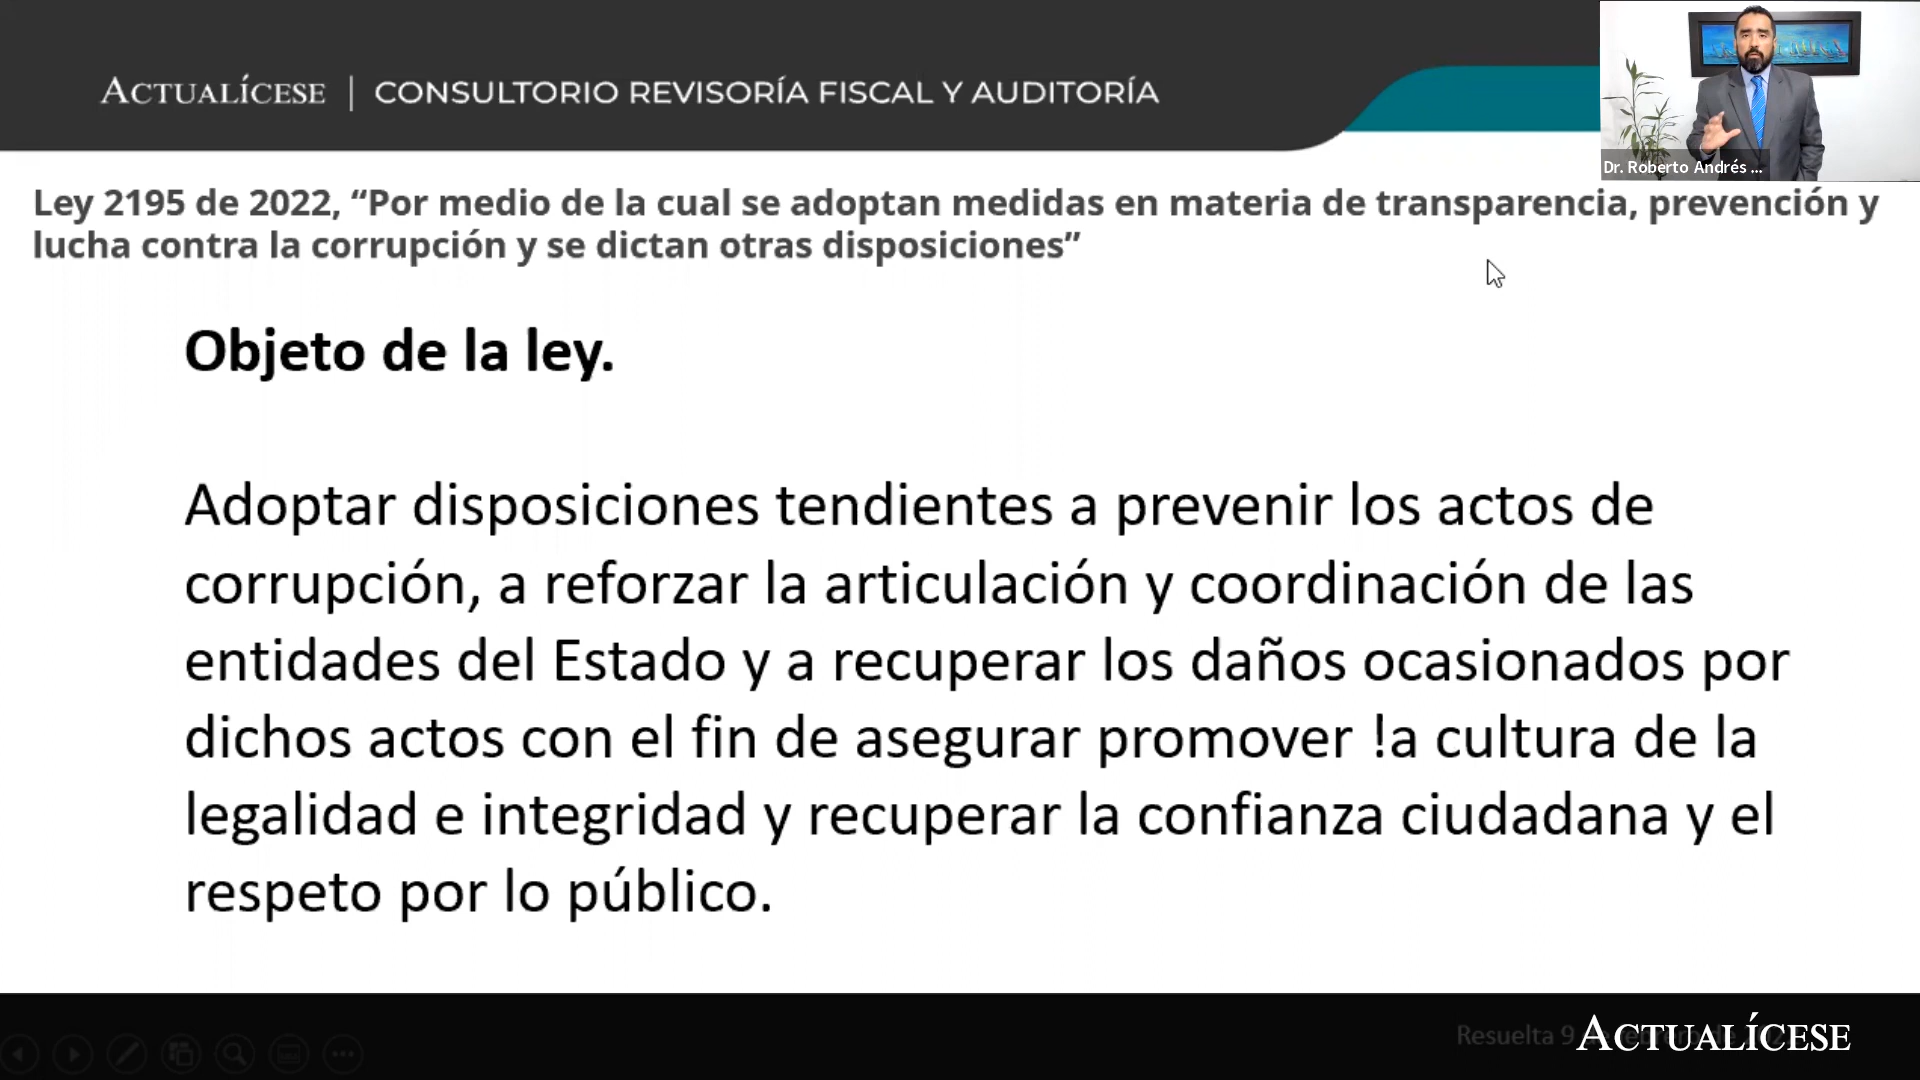 ACTUALÍCESE | CONSULTORIO REVISORÍA FISCAL Y AUDITORÍA
Dr. Roberto Andrés ...
Ley 2195 de 2022, “Por medio de la cual se adoptan medidas en materia de transparencia, prevención y
lucha contra la corrupción y se dictan otras disposiciones”
Objeto de la ley.
Adoptar disposiciones tendientes a prevenir los actos de
corrupción, a reforzar la articulación y coordinación de las
entidades del Estado y a recuperar los daños ocasionados por
dichos actos con el fin de asegurar promover !a cultura de la
legalidad e integridad y recuperar la confianza ciudadana y el
respeto por lo público.
Resuelta 9
ACTUALÍCESE